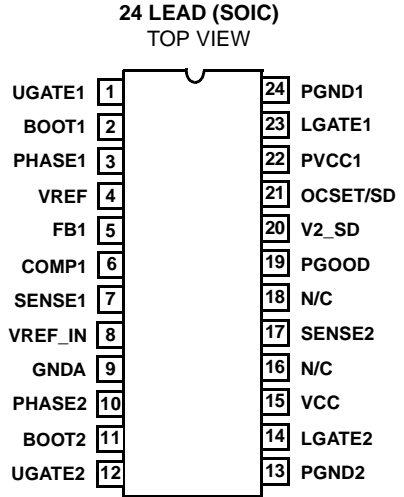 24 LEAD (SOIC)
TOP VIEW
UGATE1 1 24 PGND1
BOOT1 2 23 LGATE1
PHASE1 3 22 PVCC1
VREF 4 21 OCSET/SD
FB1 5 20 V2_SD
COMP1 6 19 PGOOD
SENSE1 7 18 N/C
VREF_IN 8 17 SENSE2
GNDA 9 16 N/C
PHASE2 10 15 VCC
BOOT2 11 14 LGATE2
UGATE2 12 13 PGND2